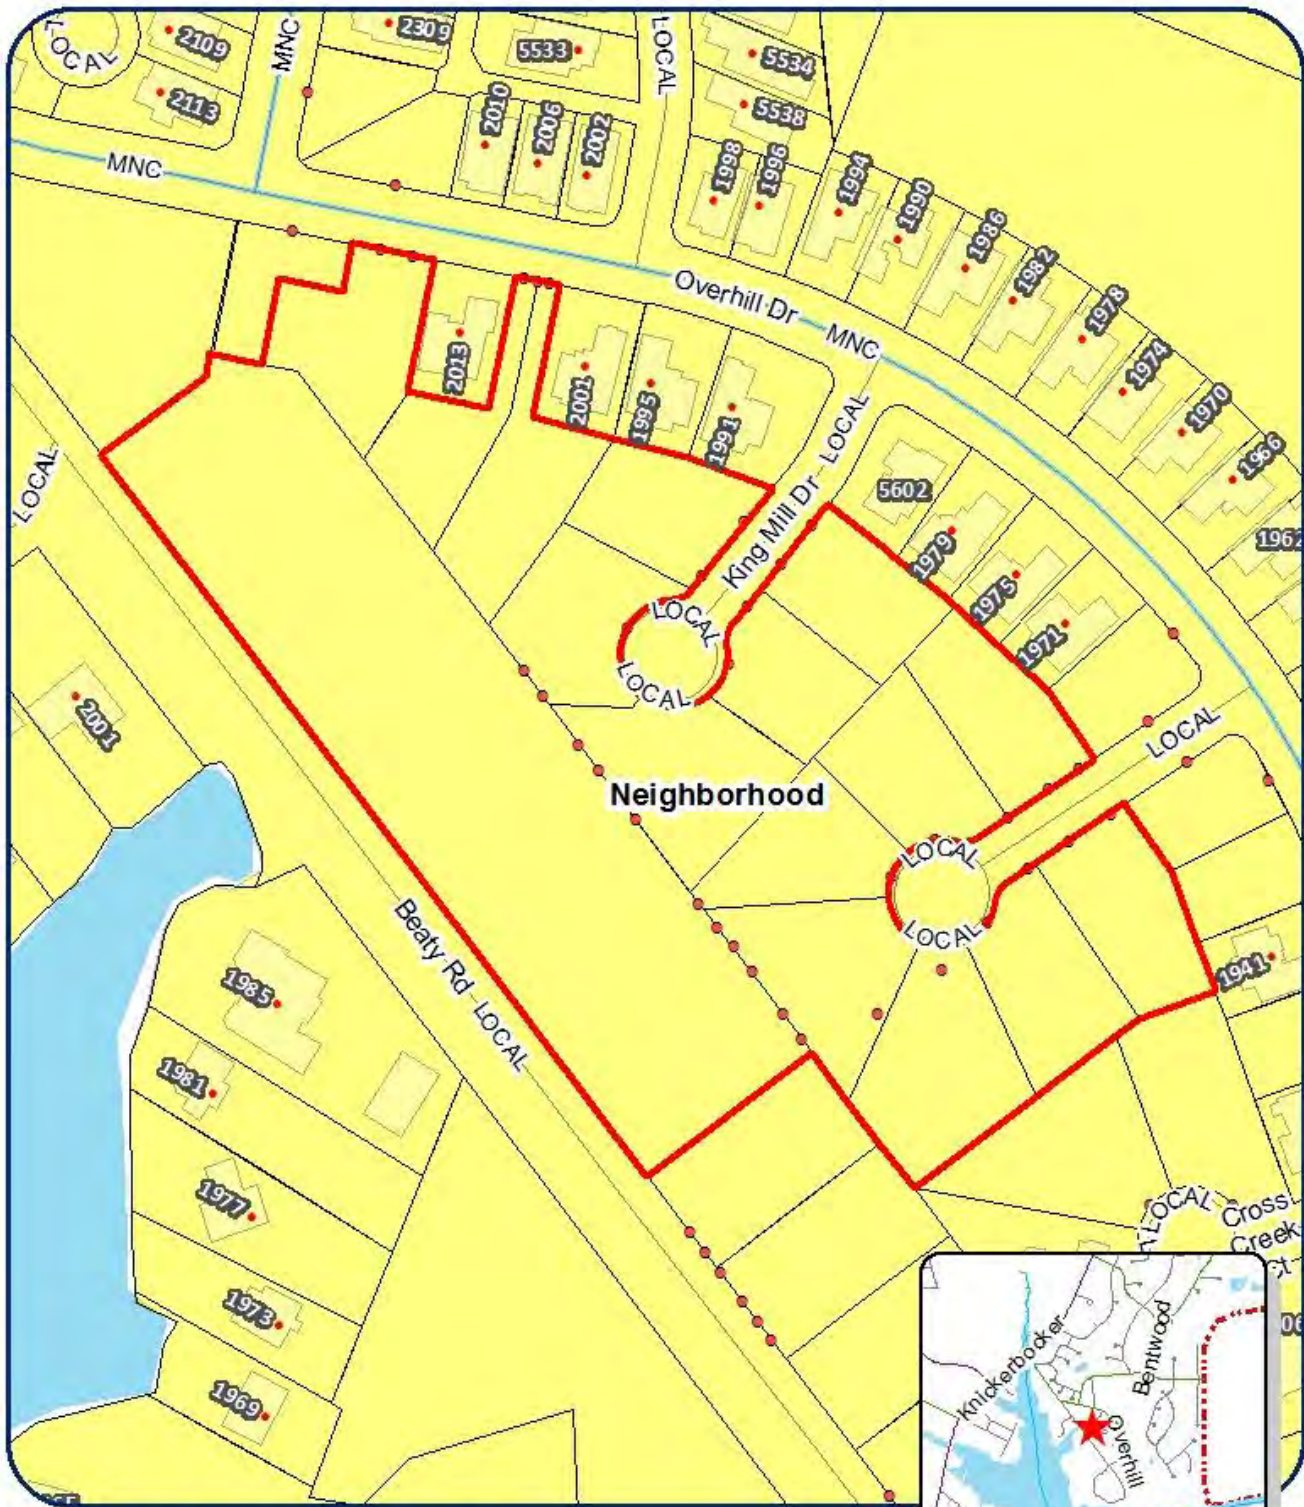 LOCAL
2109
MNC
2309
5533
LOCAL
5534
2113
2010
2006
2002
5538
MNC
1998
1996
1994
1990
1986
1982
1978
1974
1970
1966
1962
Overhill Dr
MNC
2013
2001
1995
1991
LOCAL
King Mill Dr
5602
1979
1975
1971
LOCAL
LOCAL
LOCAL
2001
LOCAL
Neighborhood
LOCAL
LOCAL
1941
Beaty Rd
LOCAL
1985
1981
1977
1973
1969
LOCAL
Cross
Creek
Ct
Knickerbocker
Bentwood
Overhill